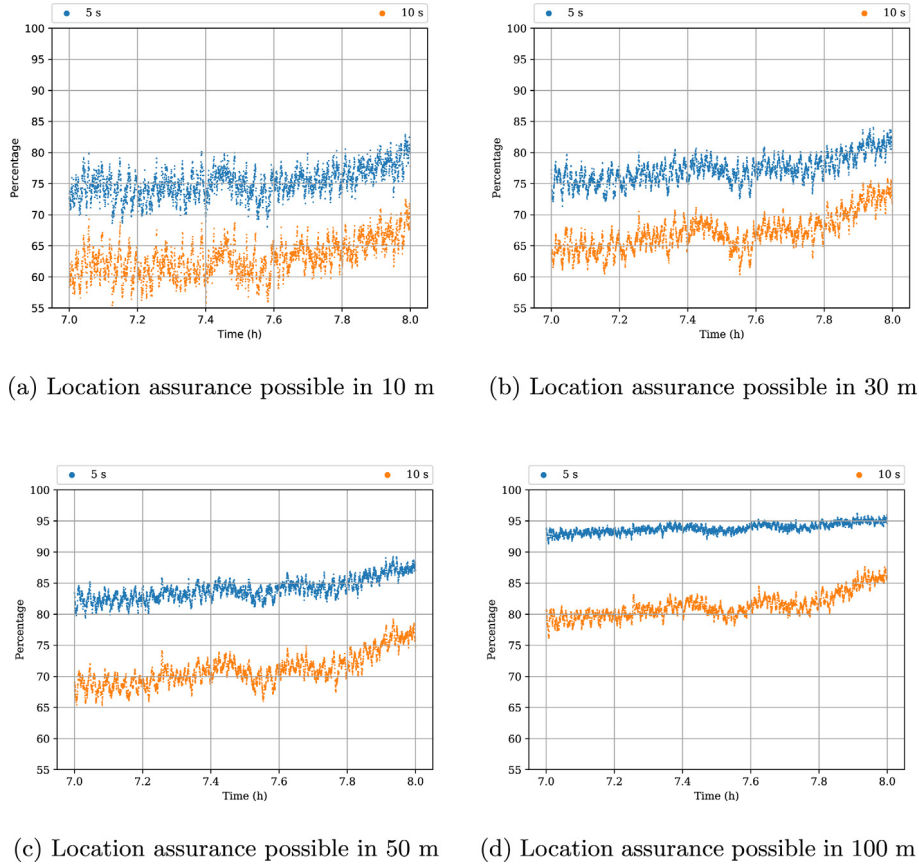 5 s 10 s
100
95
90
85
80
75
70
65
60
55
Percentage
7.0 7.2 7.4 7.6 7.8 8.0
Time (h)
(a) Location assurance possible in 10 m
5 s 10 s
100
95
90
85
80
75
70
65
60
55
Percentage
7.0 7.2 7.4 7.6 7.8 8.0
Time (h)
(b) Location assurance possible in 30 m
5 s 10 s
100
95
90
85
80
75
70
65
60
55
Percentage
7.0 7.2 7.4 7.6 7.8 8.0
Time (h)
(c) Location assurance possible in 50 m
5 s 10 s
100
95
90
85
80
75
70
65
60
55
Percentage
7.0 7.2 7.4 7.6 7.8 8.0
Time (h)
(d) Location assurance possible in 100 m